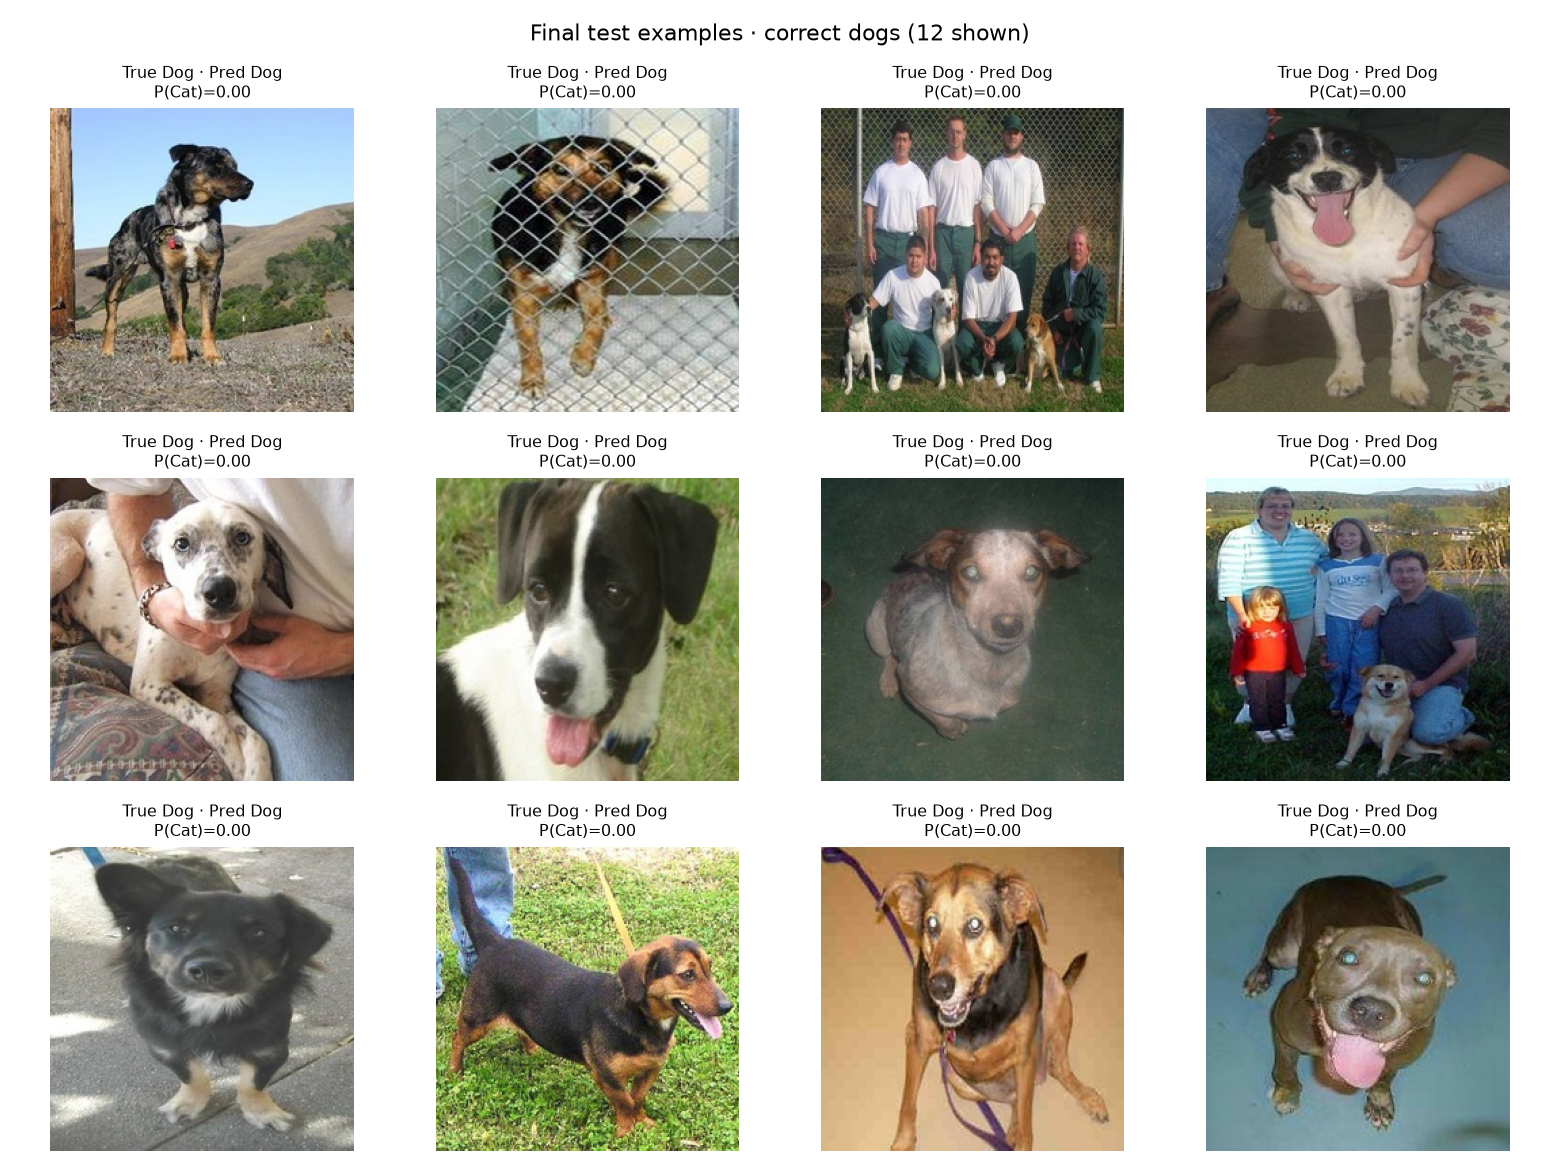 Final test examples · correct dogs (12 shown)
True Dog · Pred Dog
P(Cat)=0.00
True Dog · Pred Dog
P(Cat)=0.00
True Dog · Pred Dog
P(Cat)=0.00
True Dog · Pred Dog
P(Cat)=0.00
True Dog · Pred Dog
P(Cat)=0.00
True Dog · Pred Dog
P(Cat)=0.00
True Dog · Pred Dog
P(Cat)=0.00
True Dog · Pred Dog
P(Cat)=0.00
True Dog · Pred Dog
P(Cat)=0.00
True Dog · Pred Dog
P(Cat)=0.00
True Dog · Pred Dog
P(Cat)=0.00
True Dog · Pred Dog
P(Cat)=0.00